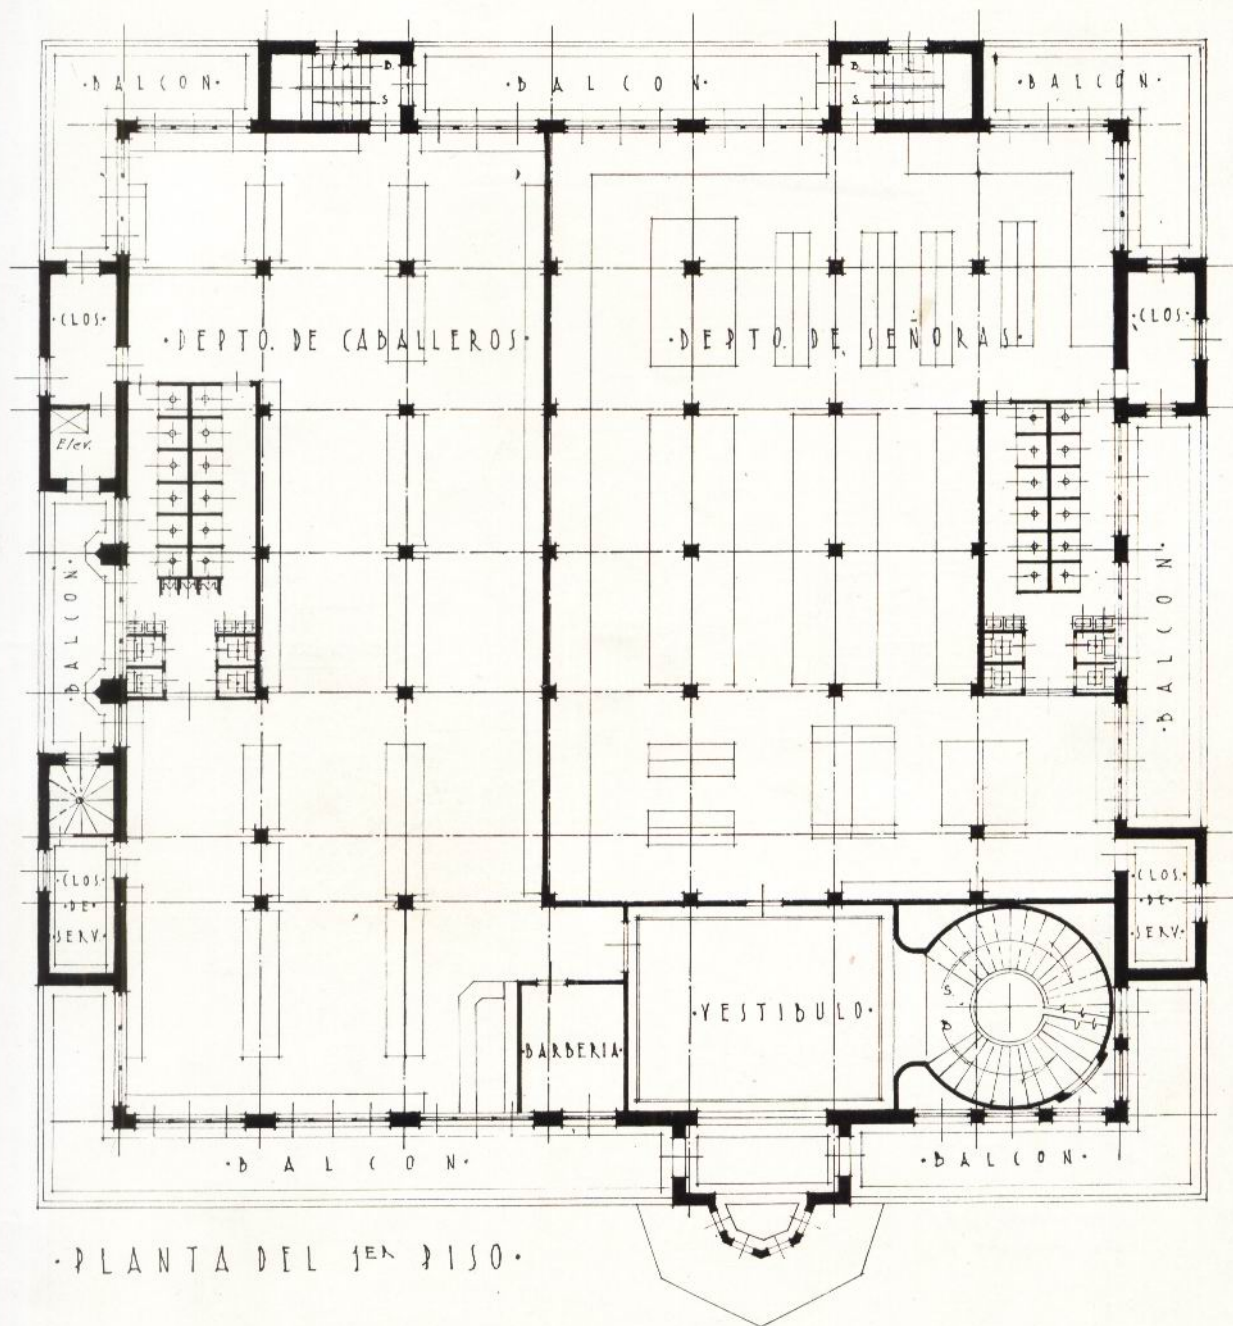 ·BALCON·
·BALCON·
·BALCON·
B
S
B
S
·CLOS·
·DEPTO. DE CABALLEROS·
·DEPTO. DE SEÑORAS·
·CLOS·
Elev.
·BALCON·
·BALCON·
·CLOS·
·DE·
·SERV·
·CLOS.
·DE·
·SERV.·
·VESTIBULO·
S.
B
·BARBERIA·
·BALCON·
·BALCON·
·PLANTA DEL 1ER PISO·